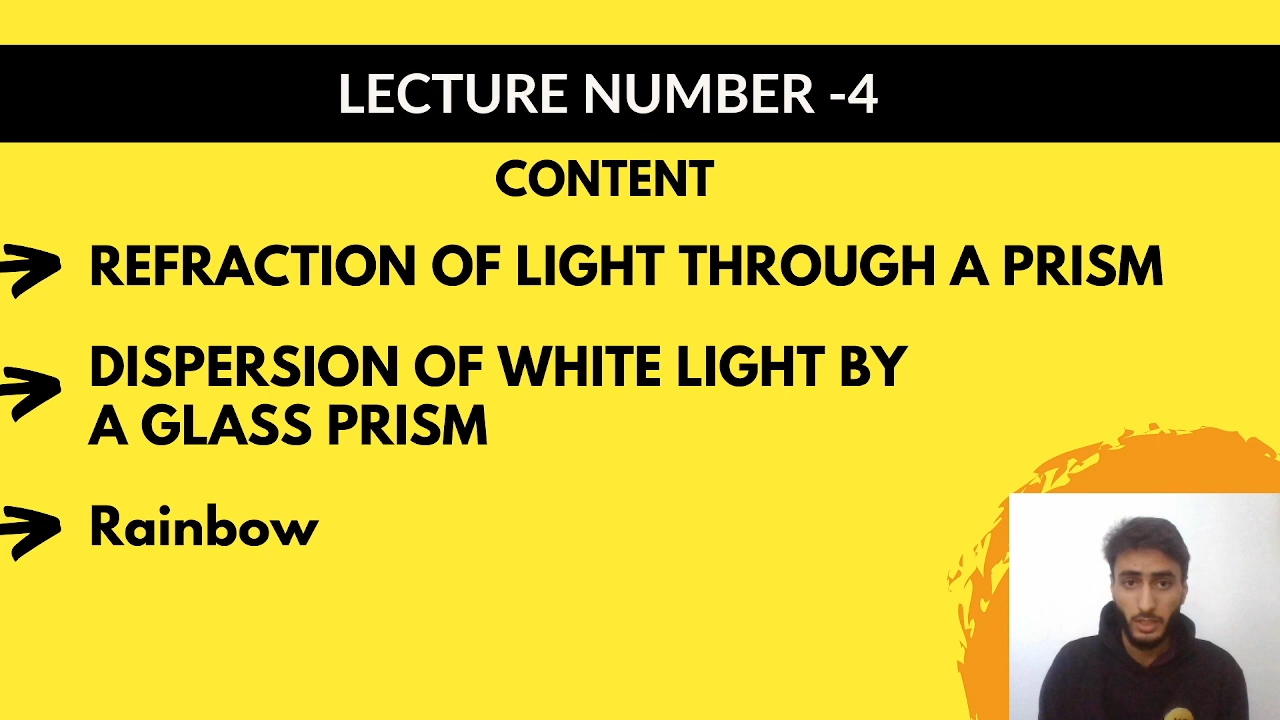 LECTURE NUMBER -4
CONTENT
REFRACTION OF LIGHT THROUGH A PRISM
DISPERSION OF WHITE LIGHT BY
A GLASS PRISM
Rainbow